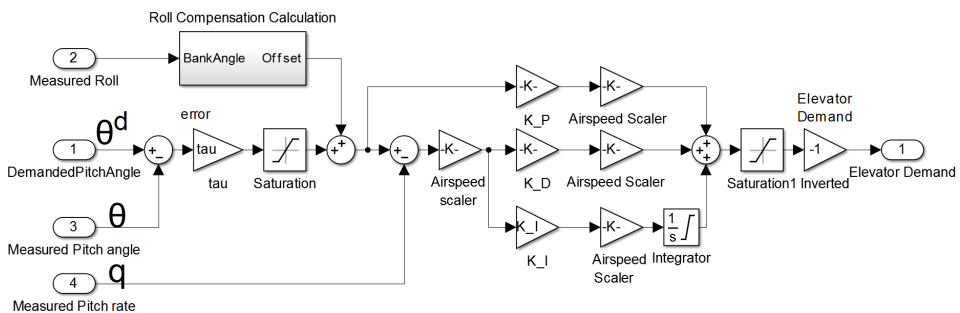 Roll Compensation Calculation
2
BankAngle Offset
Measured Roll
error
θd
1
DemandedPitchAngle
tau
tau
Saturation
θ
3
Measured Pitch angle
q
4
Measured Pitch rate
-K-
Airspeed
scaler
-K-
K_P
-K-
Airspeed Scaler
-K-
K_D
-K-
Airspeed Scaler
K_I
K_I
-K-
Airspeed
Scaler
1
s
Integrator
Saturation1
Elevator
Demand
-1
Inverted
1
Elevator Demand